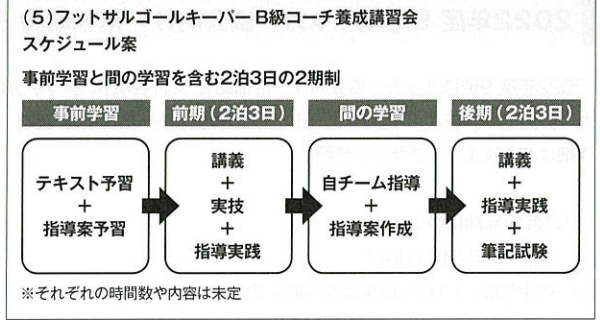 (5)フットサルゴールキーパー B級コーチ養成講習会
スケジュール案
事前学習と間の学習を含む2泊3日の2期制
事前学習
テキスト予習
+
指導案予習
前期(2泊3日)
講義
+
実技
+
指導実践
間の学習
自チーム指導
+
指導案作成
後期(2泊3日)
講義
+
指導実践
+
筆記試験
※それぞれの時間数や内容は未定